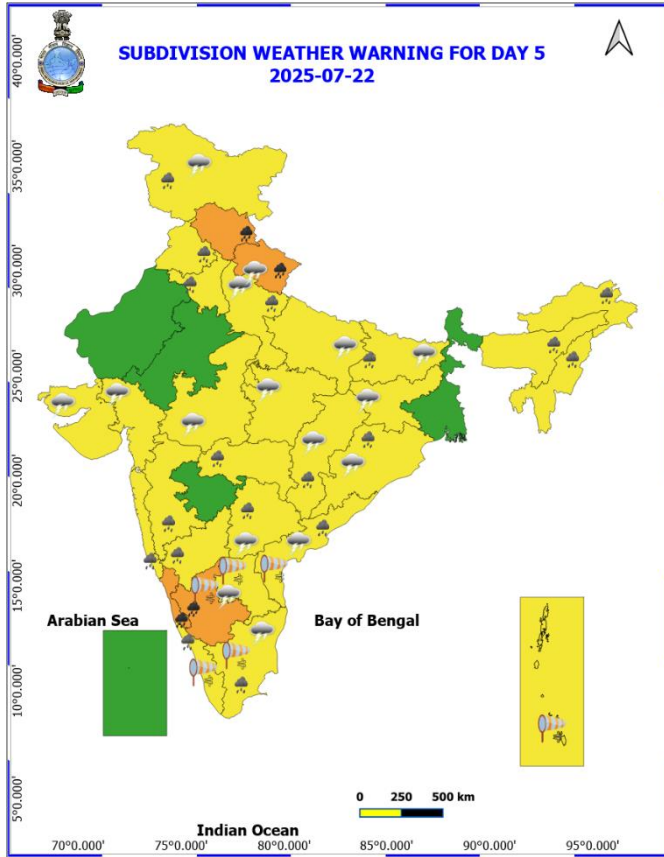 SUBDIVISION WEATHER WARNING FOR DAY 5
2025-07-22
40°0.000'
35°0.000'
30°0.000'
25°0.000'
20°0.000'
15°0.000'
10°0.000'
5°0.000'
Arabian Sea
Bay of Bengal
0 250 500 km
Indian Ocean
70°0.000' 75°0.000' 80°0.000' 85°0.000' 90°0.000' 95°0.000'